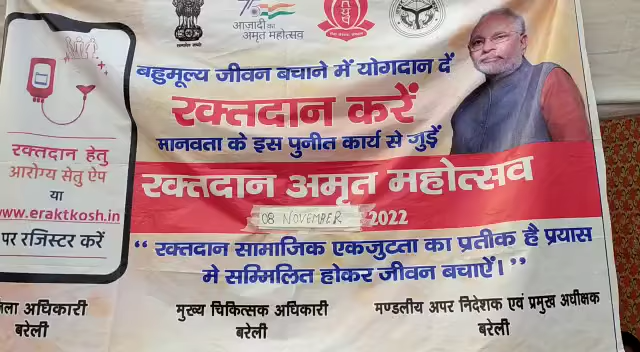 आज़ादी का
अमृत महोत्सव
बहुमूल्य जीवन बचाने में योगदान दें
रक्तदान करें
मानवता के इस पुनीत कार्य से जुड़ें
रक्तदान अमृत महोत्सव
08 NOVEMBER 2022
“ रक्तदान सामाजिक एकजुटता का प्रतीक है प्रयास
मे सम्मिलित होकर जीवन बचाऐं। ”
रक्तदान हेतु
आरोग्य सेतु ऐप
या
www.eraktkosh.in
पर रजिस्टर करें
जिला अधिकारी
बरेली
मुख्य चिकित्सक अधिकारी
बरेली
मण्डलीय अपर निदेशक एवं प्रमुख अधीक्षक
बरेली